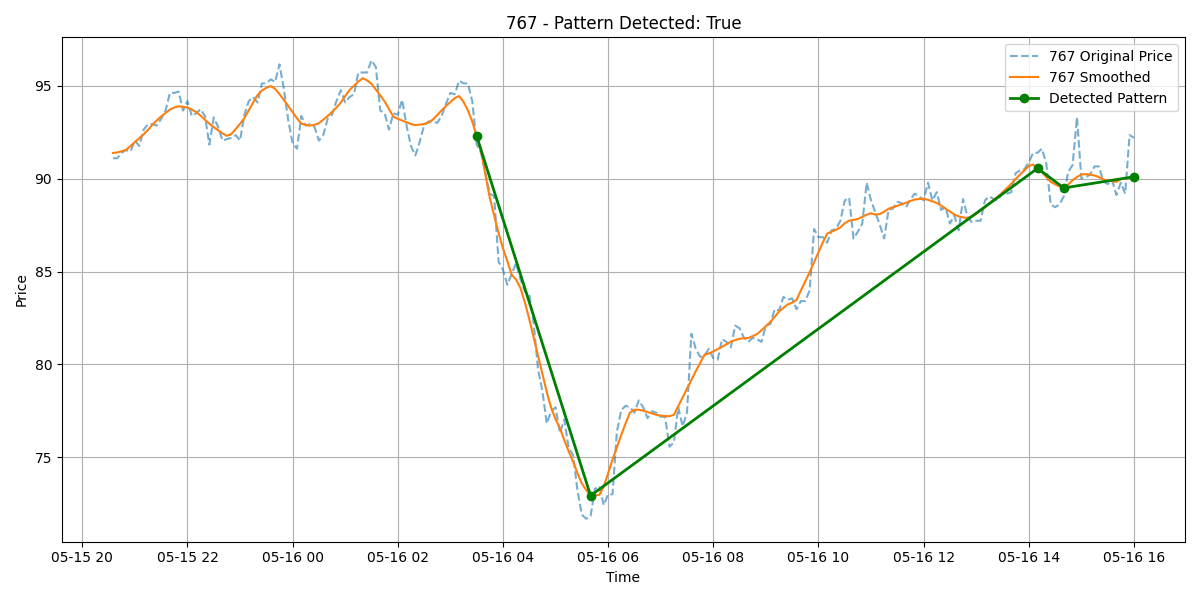 767 - Pattern Detected: True
767 Original Price
767 Smoothed
Detected Pattern
Price
95
90
85
80
75
05-15 20
05-15 22
05-16 00
05-16 02
05-16 04
05-16 06
05-16 08
05-16 10
05-16 12
05-16 14
05-16 16
Time